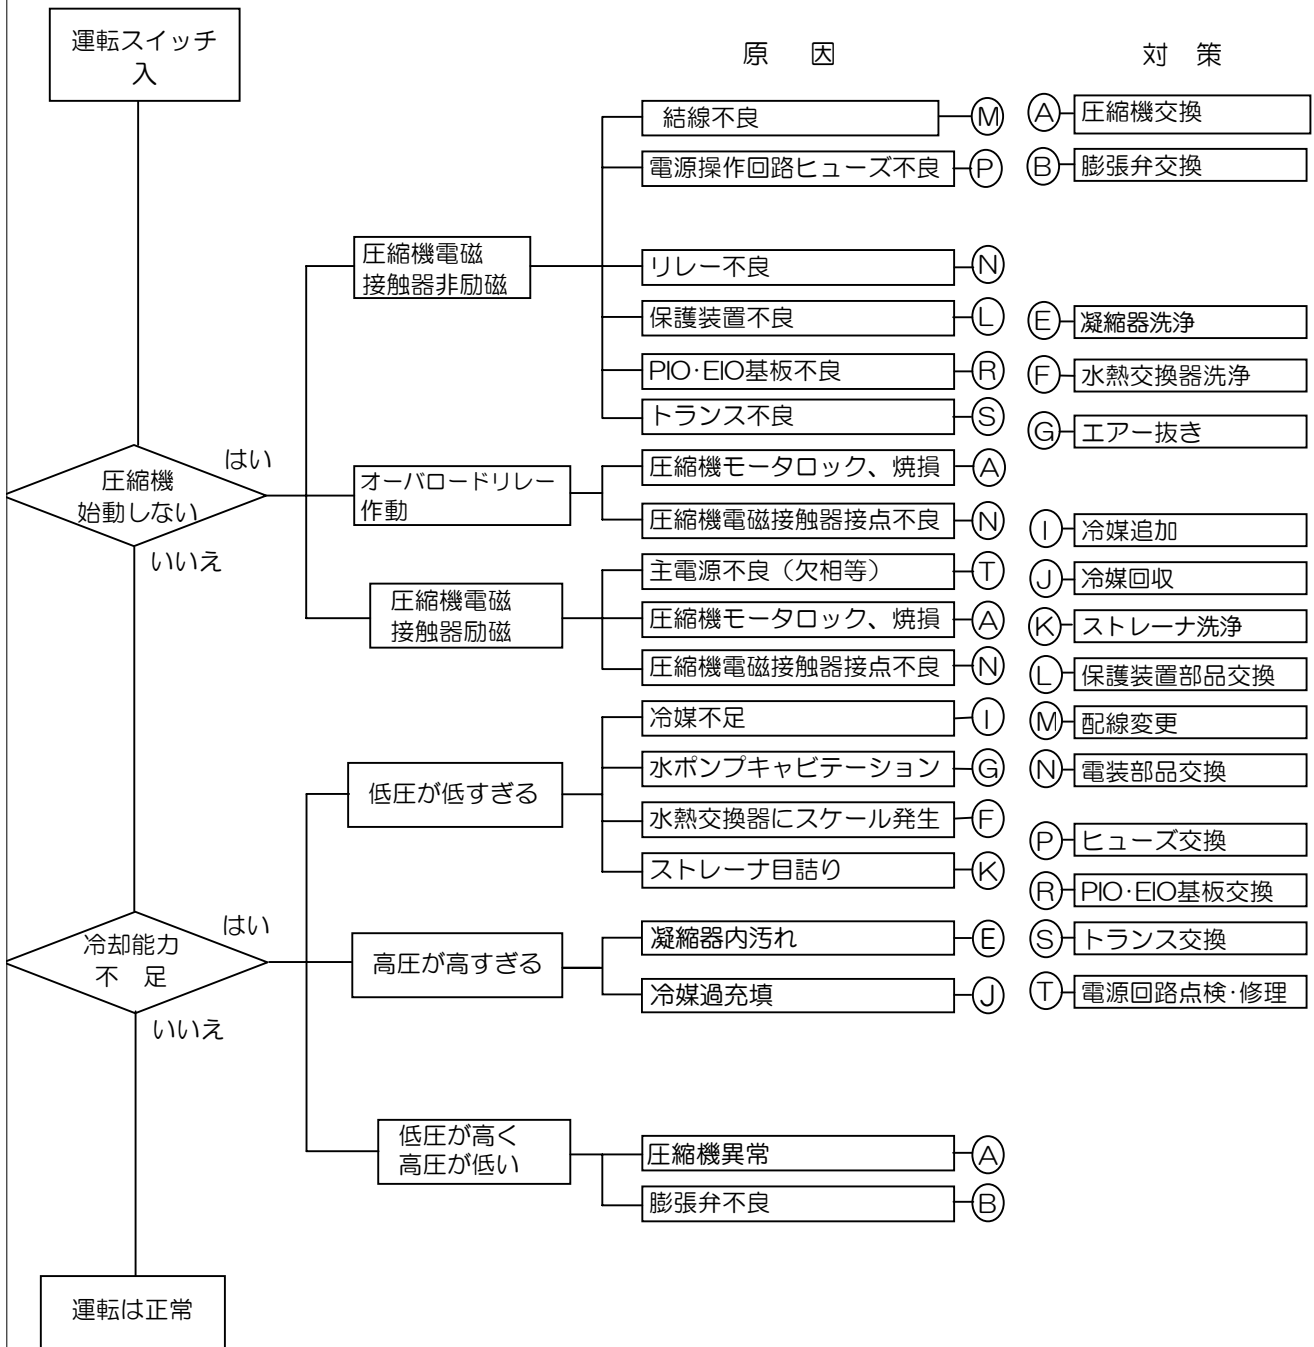 運転スイッチ
入
原 因
対 策
結線不良 M
電源操作回路ヒューズ不良 P
圧縮機電磁
接触器非励磁
リレー不良 N
保護装置不良 L
PIO･EIO基板不良 R
トランス不良 S
圧縮機
始動しない
はい
いいえ
オーバロードリレー
作動
圧縮機モータロック、焼損 A
圧縮機電磁接触器接点不良 N
圧縮機電磁
接触器励磁
主電源不良（欠相等） T
圧縮機モータロック、焼損 A
圧縮機電磁接触器接点不良 N
低圧が低すぎる
冷媒不足 I
水ポンプキャビテーション G
水熱交換器にスケール発生 F
ストレーナ目詰り K
冷却能力
不 足
はい
いいえ
高圧が高すぎる
凝縮器内汚れ E
冷媒過充填 J
低圧が高く
高圧が低い
圧縮機異常 A
膨張弁不良 B
運転は正常
A 圧縮機交換
B 膨張弁交換
E 凝縮器洗浄
F 水熱交換器洗浄
G エアー抜き
I 冷媒追加
J 冷媒回収
K ストレーナ洗浄
L 保護装置部品交換
M 配線変更
N 電装部品交換
P ヒューズ交換
R PIO･EIO基板交換
S トランス交換
T 電源回路点検･修理